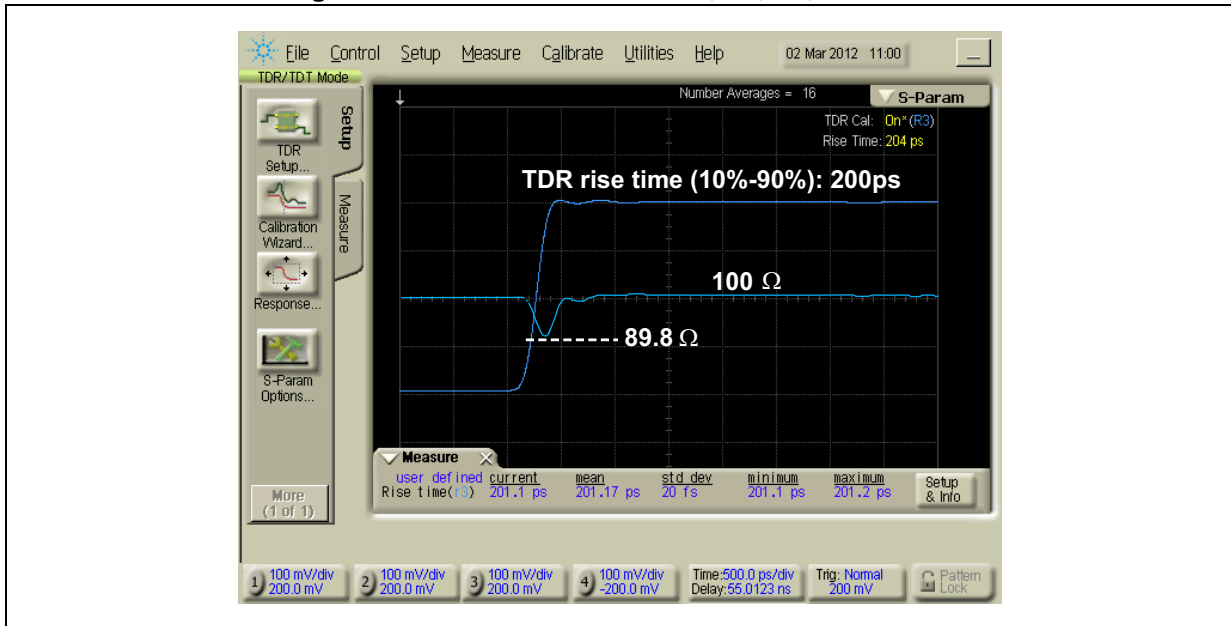 File Control Setup Measure Calibrate Utilities Help 02 Mar 2012 11:00
TDR/TDT Mode
Number Averages = 16
S-Param
TDR Cal: On*(R3)
Rise Time: 204 ps
Setup
Measure
TDR
Setup...
Calibration
Wizard...
Response...
S-Param
Options...
More
(1 of 1)
TDR rise time (10%-90%): 200ps
100 Ω
89.8 Ω
Measure
user defined current mean std dev minimum maximum
Rise time(r3) 201.1 ps 201.17 ps 20 fs 201.1 ps 201.2 ps
Setup
& Info
1) 100 mV/div
200.0 mV
2) 100 mV/div
200.0 mV
3) 100 mV/div
200.0 mV
4) 100 mV/div
-200.0 mV
Time:500.0 ps/div
Delay:55.0123 ns
Trig: Normal
200 mV
Pattern
Lock